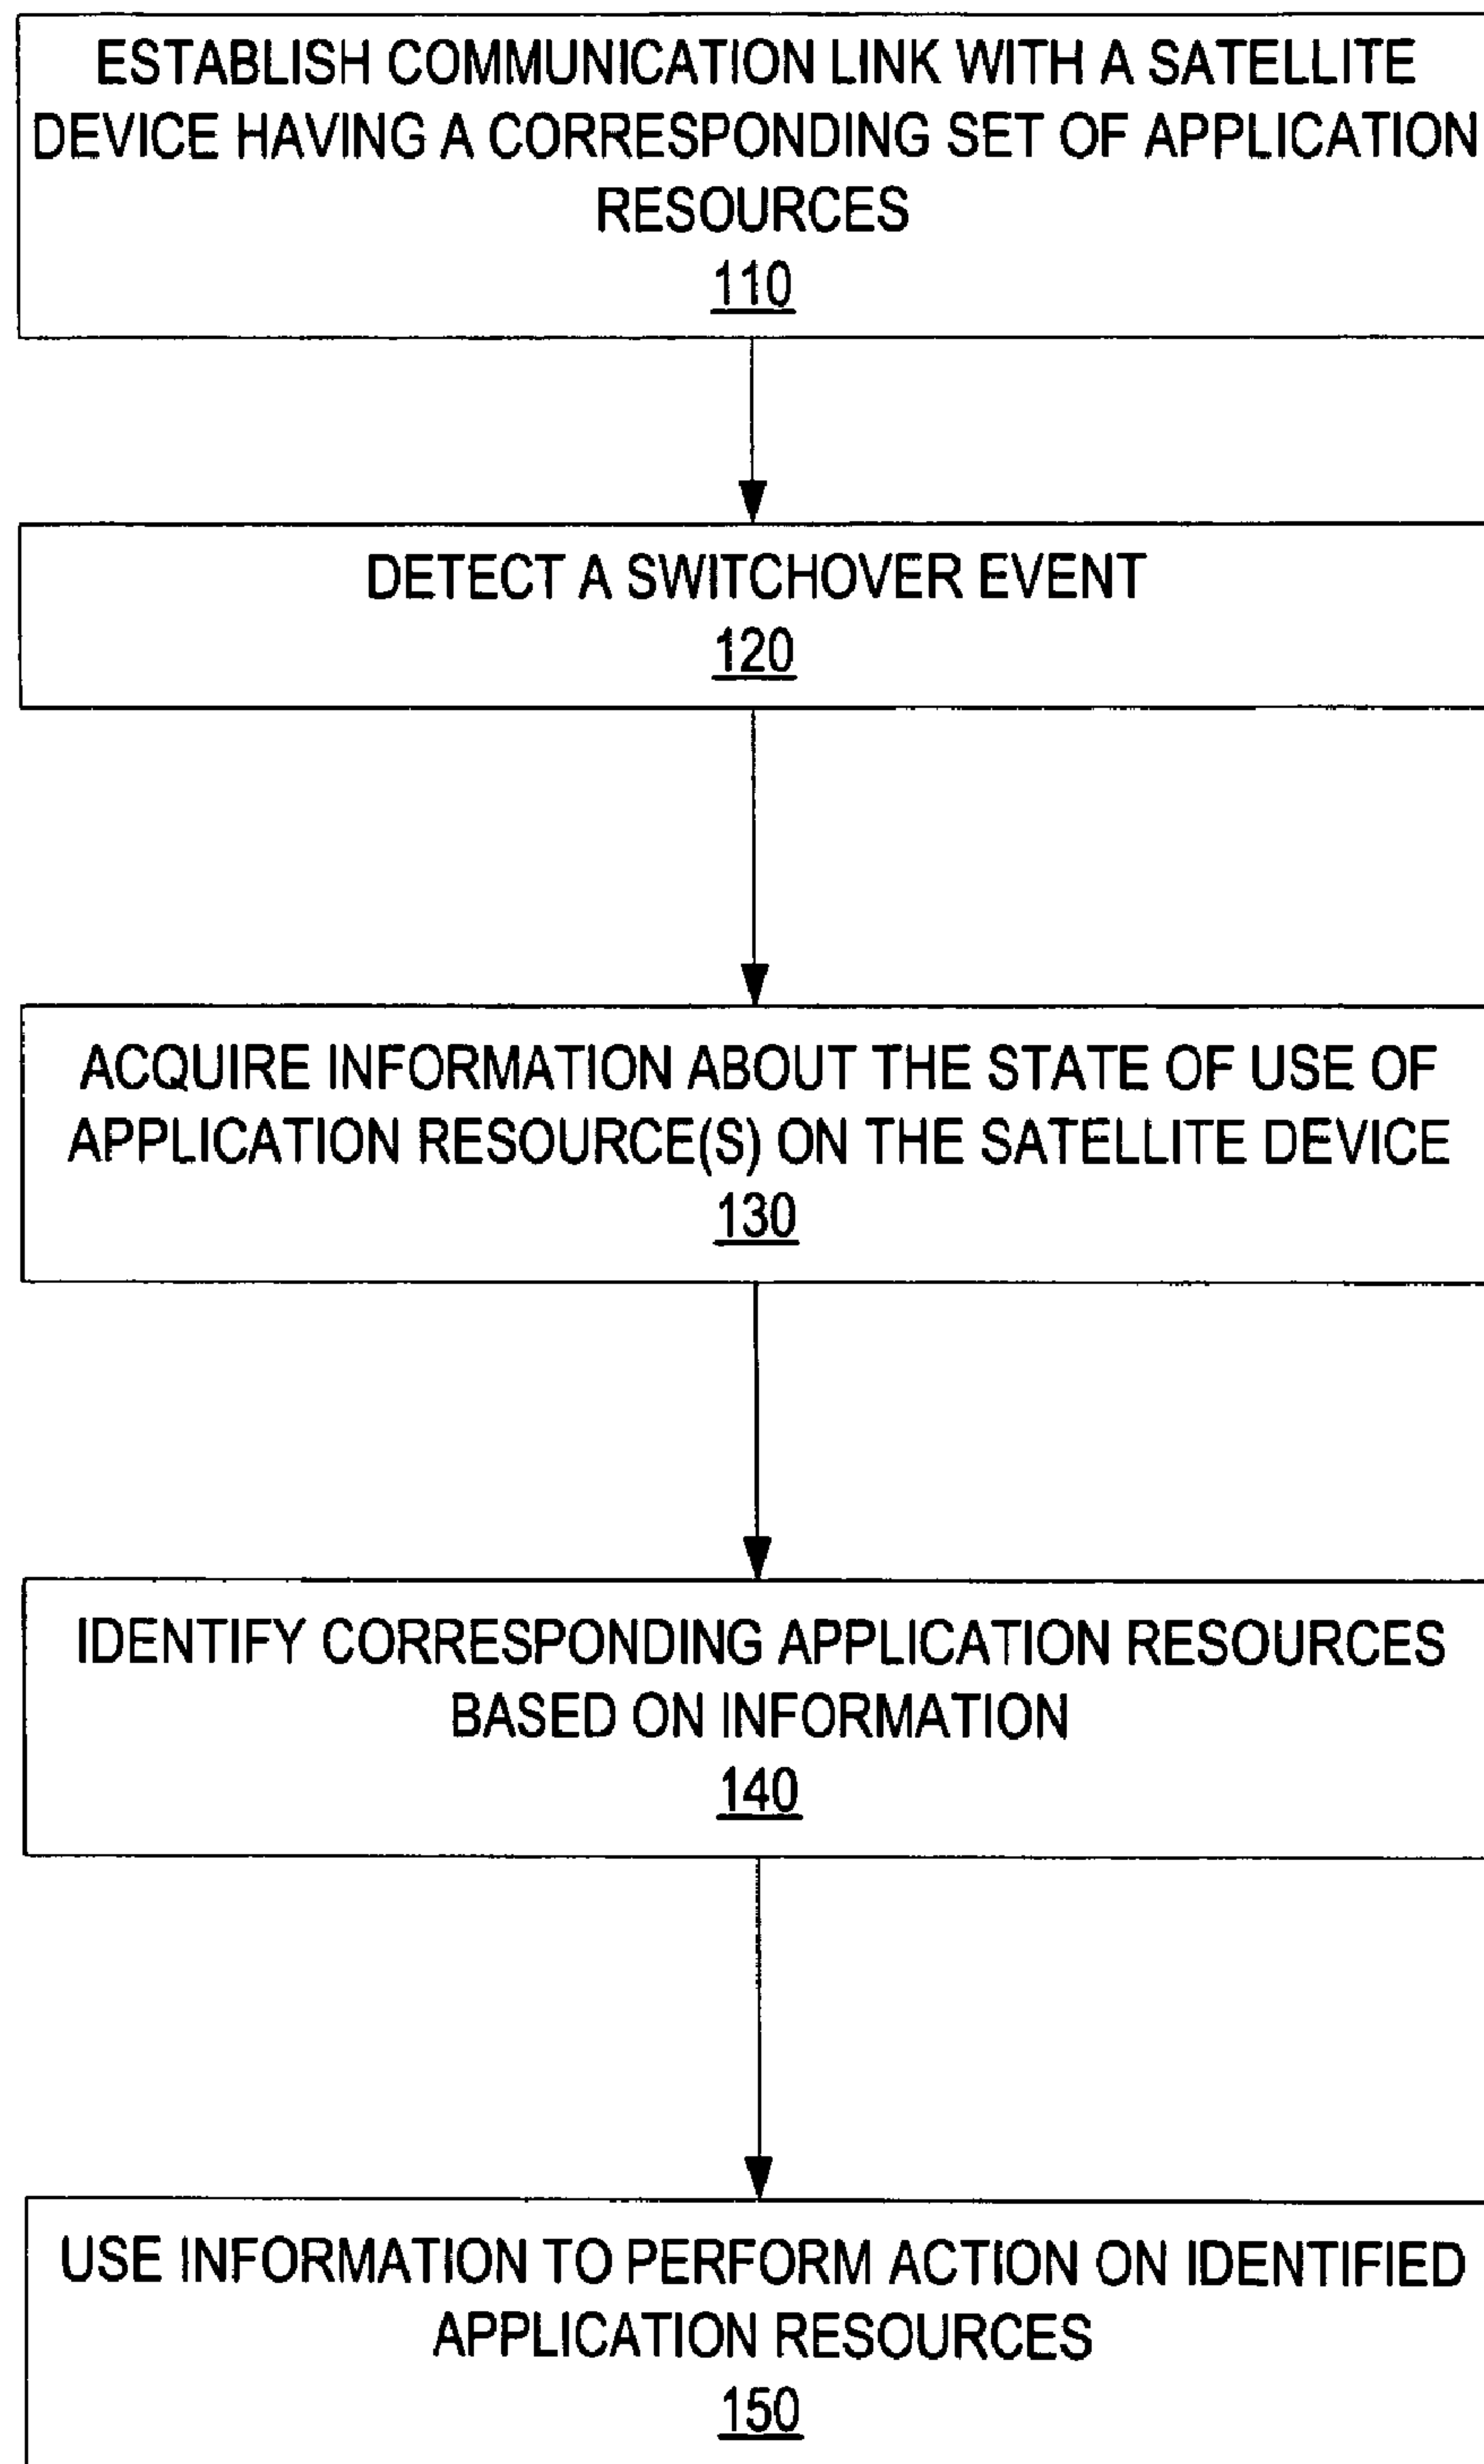 ESTABLISH COMMUNICATION LINK WITH A SATELLITE
DEVICE HAVING A CORRESPONDING SET OF APPLICATION
RESOURCES
110
DETECT A SWITCHOVER EVENT
120
ACQUIRE INFORMATION ABOUT THE STATE OF USE OF
APPLICATION RESOURCE(S) ON THE SATELLITE DEVICE
130
IDENTIFY CORRESPONDING APPLICATION RESOURCES
BASED ON INFORMATION
140
USE INFORMATION TO PERFORM ACTION ON IDENTIFIED
APPLICATION RESOURCES
150